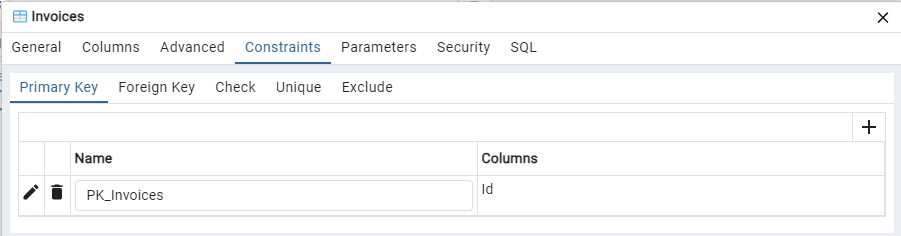 Invoices
General Columns Advanced Constraints Parameters Security SQL
Primary Key Foreign Key Check Unique Exclude
Name Columns
PK_Invoices Id